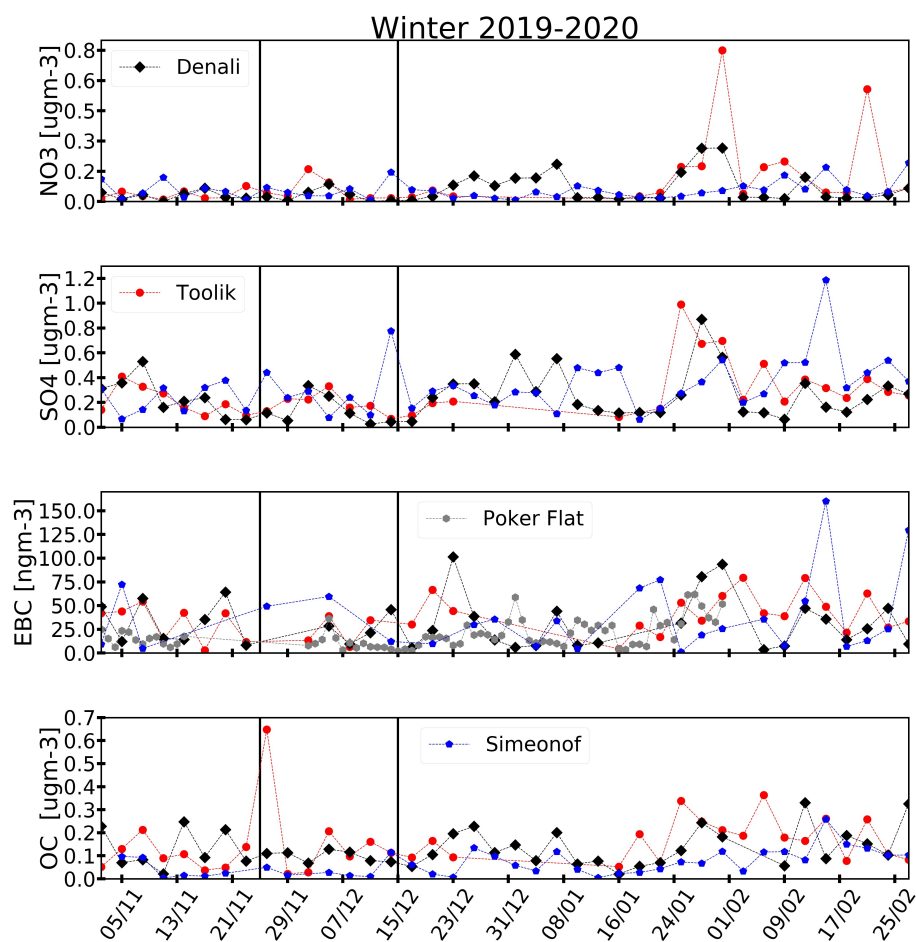 Winter 2019-2020
NO3 [ugm-3]
0.8
0.6
0.5
0.3
0.2
0.0
Denali
SO4 [ugm-3]
1.2
1.0
0.8
0.6
0.4
0.2
0.0
Toolik
EBC [ngm-3]
150.0
125.0
100.0
75.0
50.0
25.0
0.0
Poker Flat
OC [ugm-3]
0.7
0.6
0.5
0.4
0.3
0.2
0.1
0.0
Simeonof
05/11 13/11 21/11 29/11 07/12 15/12 23/12 31/12 08/01 16/01 24/01 01/02 09/02 17/02 25/02